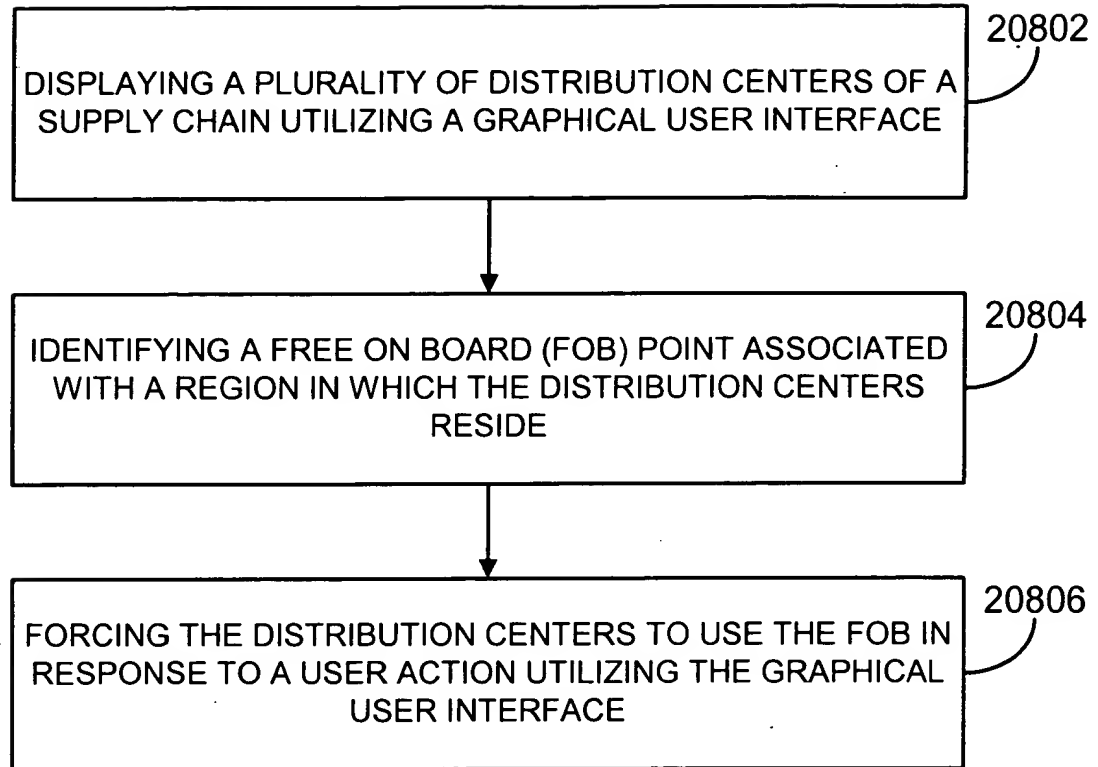 20802
DISPLAYING A PLURALITY OF DISTRIBUTION CENTERS OF A
SUPPLY CHAIN UTILIZING A GRAPHICAL USER INTERFACE
20804
IDENTIFYING A FREE ON BOARD (FOB) POINT ASSOCIATED
WITH A REGION IN WHICH THE DISTRIBUTION CENTERS
RESIDE
20806
FORCING THE DISTRIBUTION CENTERS TO USE THE FOB IN
RESPONSE TO A USER ACTION UTILIZING THE GRAPHICAL
USER INTERFACE